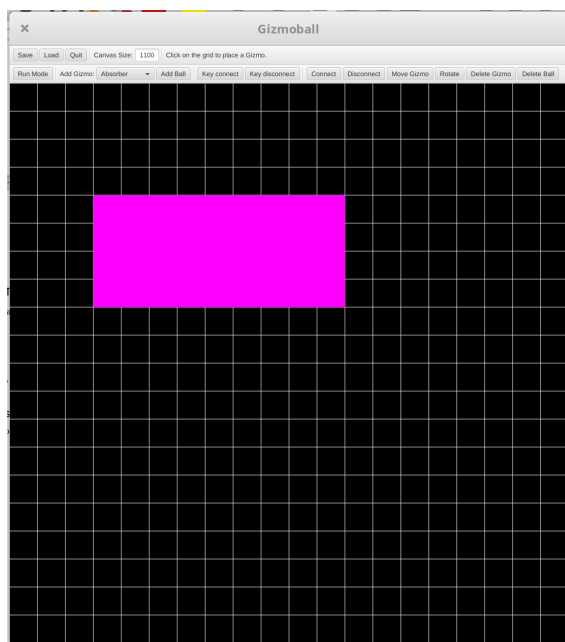 Gizmoball
Save Load Quit Canvas Size: 1100 Click on the grid to place a Gizmo.
Run Mode Add Gizmo: Absorber Add Ball Key connect Key disconnect Connect Disconnect Move Gizmo Rotate Delete Gizmo Delete Ball